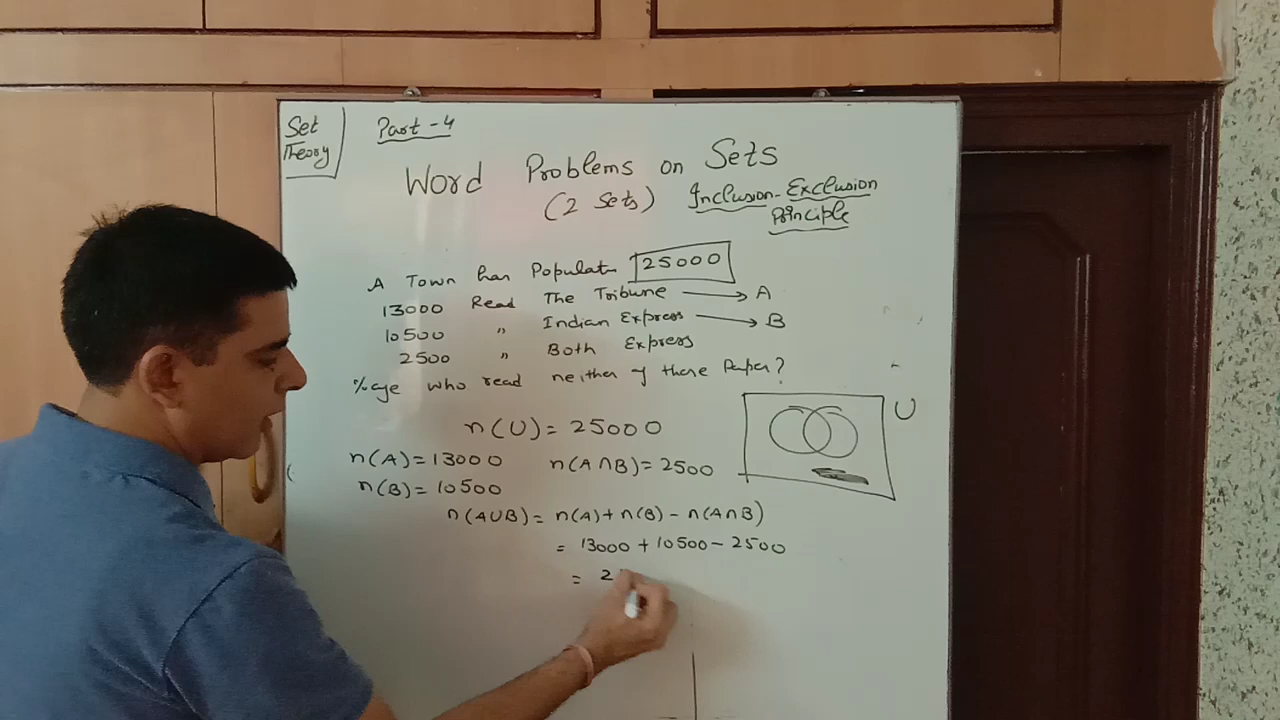 Set Theory
Part-4
Word Problems on Sets
(2 Sets) Inclusion-Exclusion Principle
A Town has Populat 25000
13000 Read The Tribune → A
10500 " Indian Express → B
2500 " Both Express
%age who read neither of these Paper?
U
n(U)= 25000
n(A)=13000 n(A∩B)=2500
n(B)=10500
n(A∪B)= n(A)+n(B)-n(A∩B)
= 13000+10500-2500
= 2